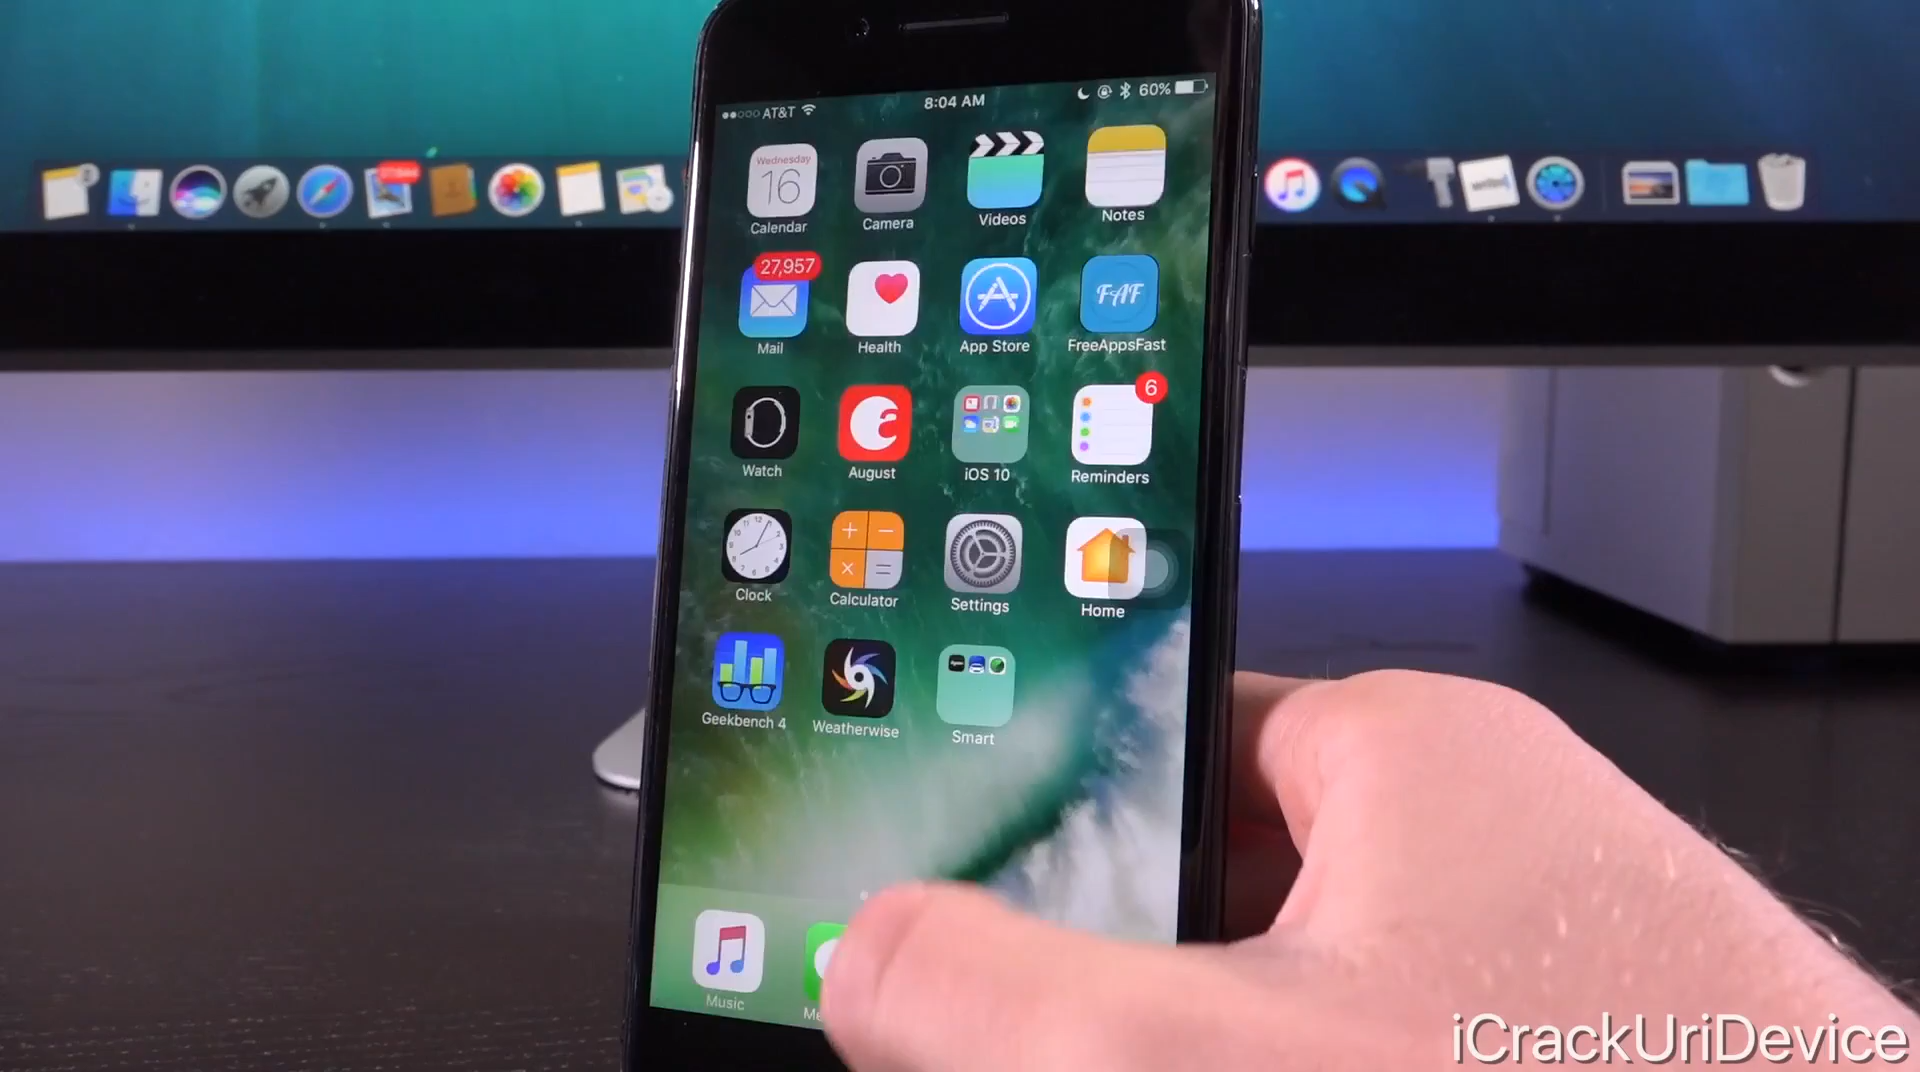 AT&T 8:04 AM 60%
Wednesday
16
Calendar Camera Videos Notes
27,957
FAF
Mail Health App Store FreeAppsFast
6
Watch August iOS 10 Reminders
Clock Calculator Settings Home
Geekbench 4 Weatherwise Smart
Music Me
iCrackUriDevice